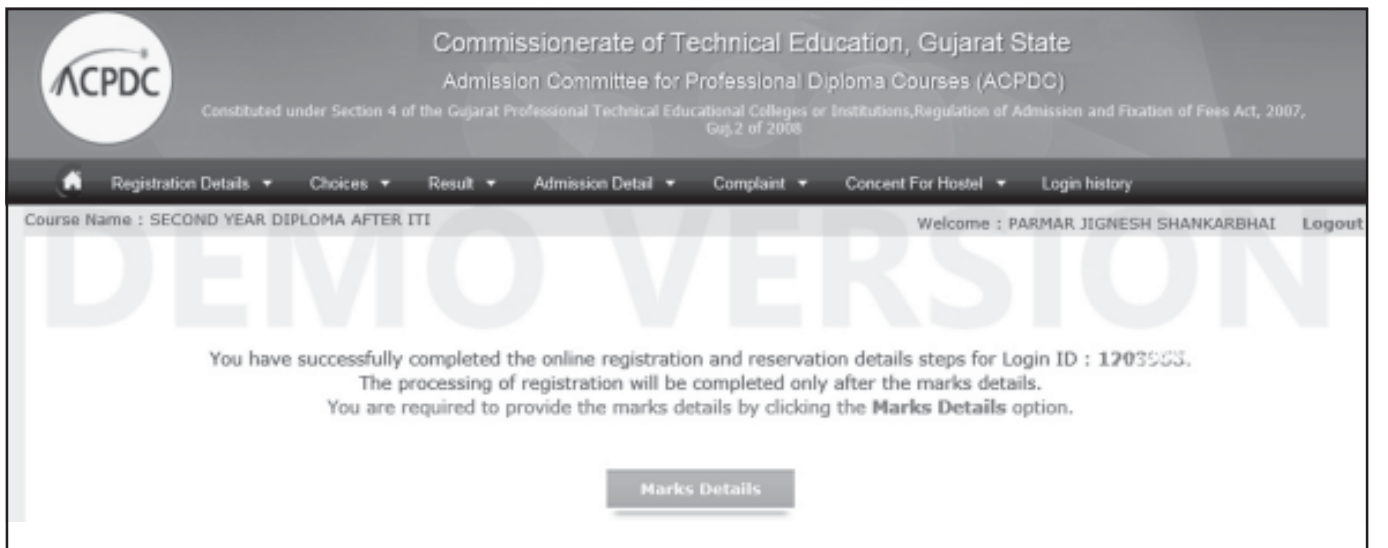 ACPDC
Commissionerate of Technical Education, Gujarat State
Admission Committee for Professional Diploma Courses (ACPDC)
Constituted under Section 4 of the Gujarat Professional Technical Educational Colleges or Institutions,Regulation of Admission and Fixation of Fees Act, 2007,
Guj.2 of 2008
Registration Details Choices Result Admission Detail Complaint Concent For Hostel Login history
Course Name : SECOND YEAR DIPLOMA AFTER ITI Welcome : PARMAR JIGNESH SHANKARBHAI Logout
DEMO VERSION
You have successfully completed the online registration and reservation details steps for Login ID :
The processing of registration will be completed only after the marks details.
You are required to provide the marks details by clicking the Marks Details option.
Marks Details